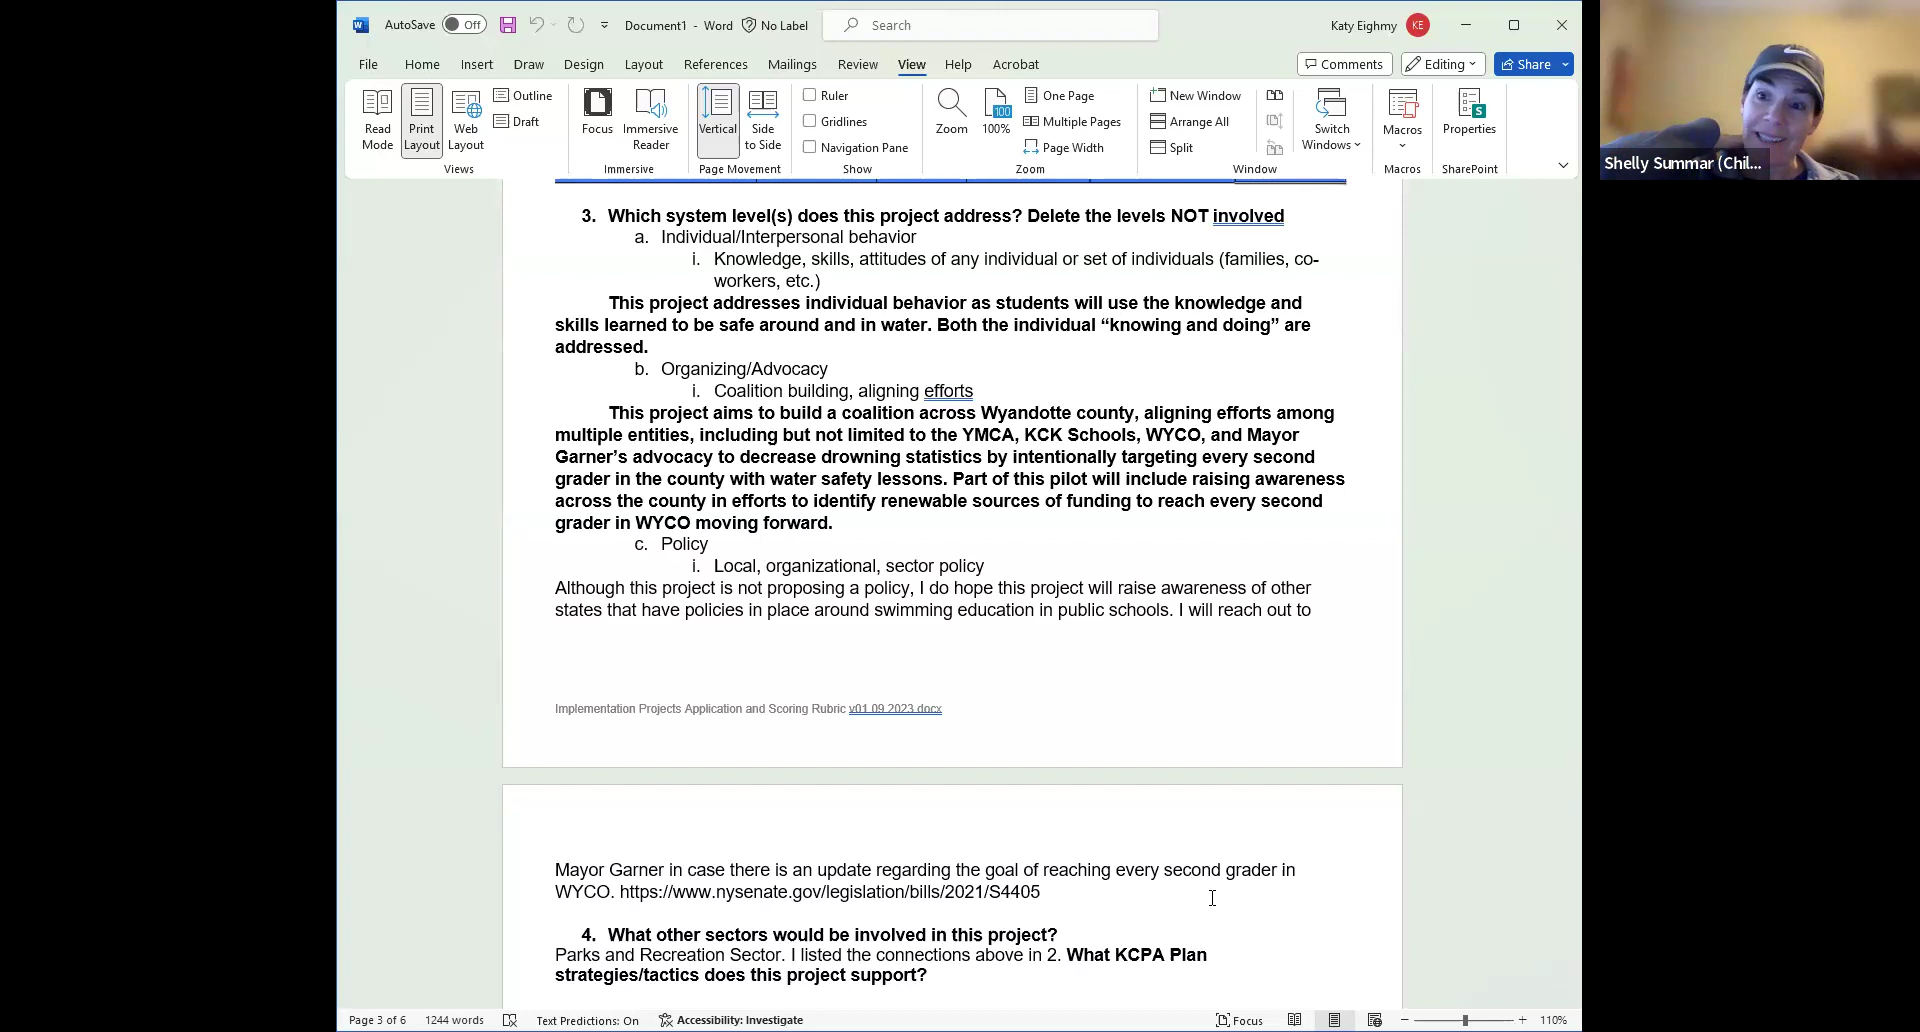 AutoSave Off Document1 - Word No Label Search Katy Eighmy KE
File Home Insert Draw Design Layout References Mailings Review View Help Acrobat Comments Editing Share
Read Mode
Print Layout
Web Layout
Outline
Draft
Views
Focus
Immersive Reader
Immersive
Vertical
Side to Side
Page Movement
Ruler
Gridlines
Navigation Pane
Show
Zoom
100
100%
One Page
Multiple Pages
Page Width
Zoom
New Window
Arrange All
Split
Switch Windows
Window
Macros
Macros
S
Properties
SharePoint
Shelly Summar (Chil...
3. Which system level(s) does this project address? Delete the levels NOT involved
a. Individual/Interpersonal behavior
i. Knowledge, skills, attitudes of any individual or set of individuals (families, co-
workers, etc.)
This project addresses individual behavior as students will use the knowledge and
skills learned to be safe around and in water. Both the individual “knowing and doing” are
addressed.
b. Organizing/Advocacy
i. Coalition building, aligning efforts
This project aims to build a coalition across Wyandotte county, aligning efforts among
multiple entities, including but not limited to the YMCA, KCK Schools, WYCO, and Mayor
Garner’s advocacy to decrease drowning statistics by intentionally targeting every second
grader in the county with water safety lessons. Part of this pilot will include raising awareness
across the county in efforts to identify renewable sources of funding to reach every second
grader in WYCO moving forward.
c. Policy
i. Local, organizational, sector policy
Although this project is not proposing a policy, I do hope this project will raise awareness of other
states that have policies in place around swimming education in public schools. I will reach out to
Implementation Projects Application and Scoring Rubric v01 09 2023.docx
Mayor Garner in case there is an update regarding the goal of reaching every second grader in
WYCO. https://www.nysenate.gov/legislation/bills/2021/S4405
4. What other sectors would be involved in this project?
Parks and Recreation Sector. I listed the connections above in 2. What KCPA Plan
strategies/tactics does this project support?
Page 3 of 6 1244 words Text Predictions: On Accessibility: Investigate Focus 110%